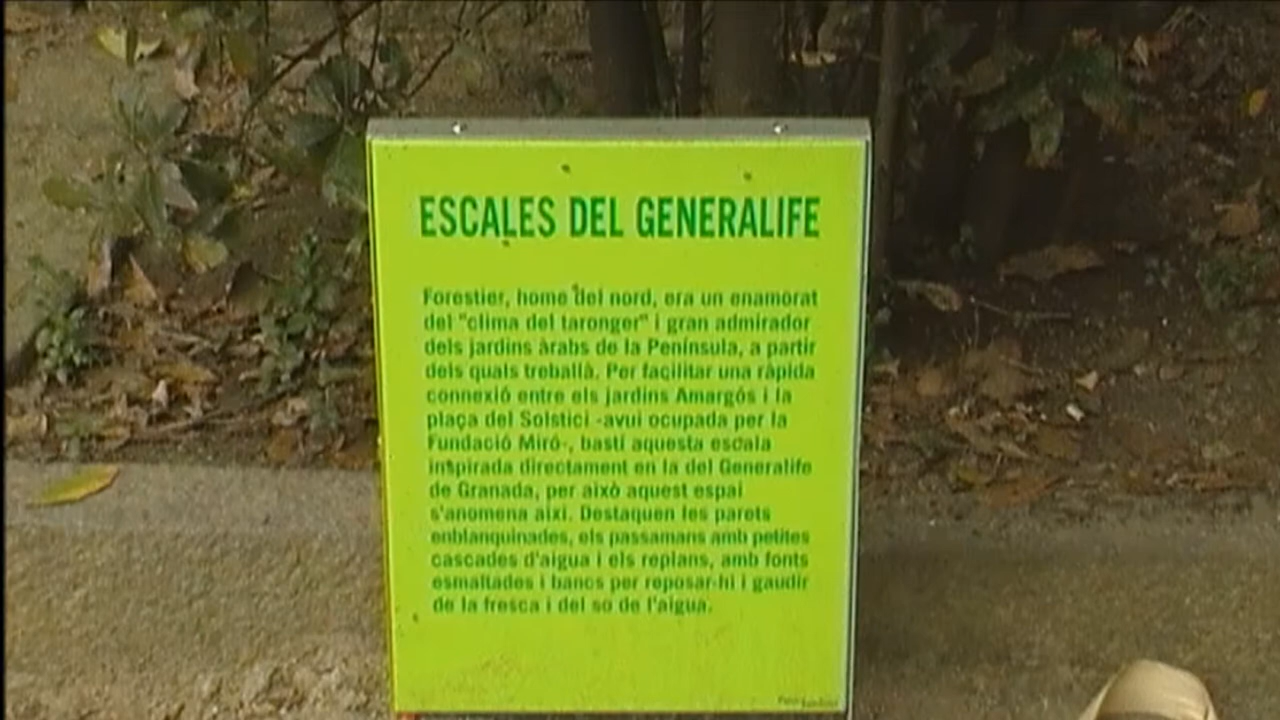 ESCALES DEL GENERALIFE
Forestier, home del nord, era un enamorat
del "clima del taronger" i gran admirador
dels jardins àrabs de la Península, a partir
dels quals treballà. Per facilitar una ràpida
connexió entre els jardins Amargós i la
plaça del Solstici -avui ocupada per la
Fundació Miró-, bastí aquesta escala
inspirada directament en la del Generalife
de Granada, per això aquest espai
s'anomena així. Destaquen les parets
enblanquinades, els passamans amb petites
cascades d'aigua i els replans, amb fonts
esmaltades i bancs per reposar-hi i gaudir
de la fresca i del so de l'aigua.